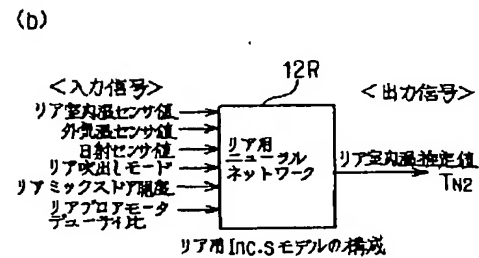 (b)
12R
<入力信号>
<出力信号>
リア室内温センサ値
外気温センサ値
日射センサ値
リア吹出しモード
リアミックスドア開度
リアブロアモータ
デューティ比
リア用
ニューラル
ネットワーク
リア室内温推定値
TN2
リア用Inc.Sモデルの構成